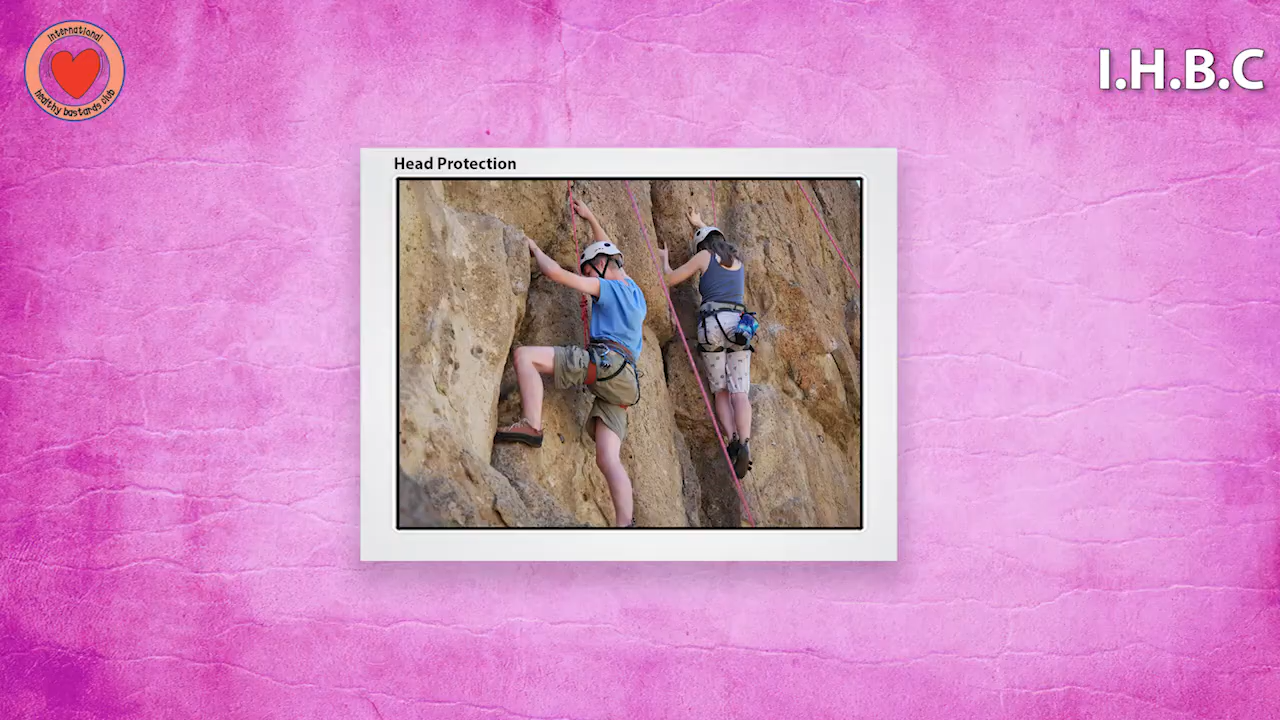 international
healthy bastards club
I.H.B.C
Head Protection